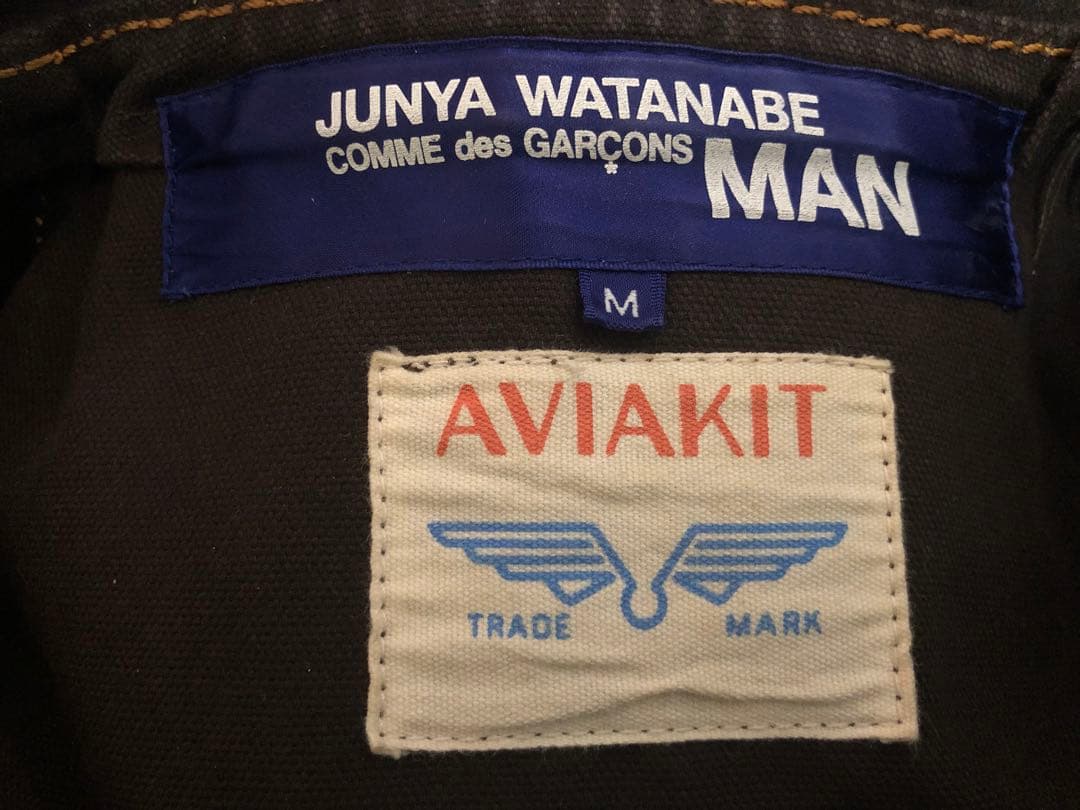 JUNYA WATANABE
COMME des GARÇONS
MAN
M
AVIAKIT
TRADE MARK